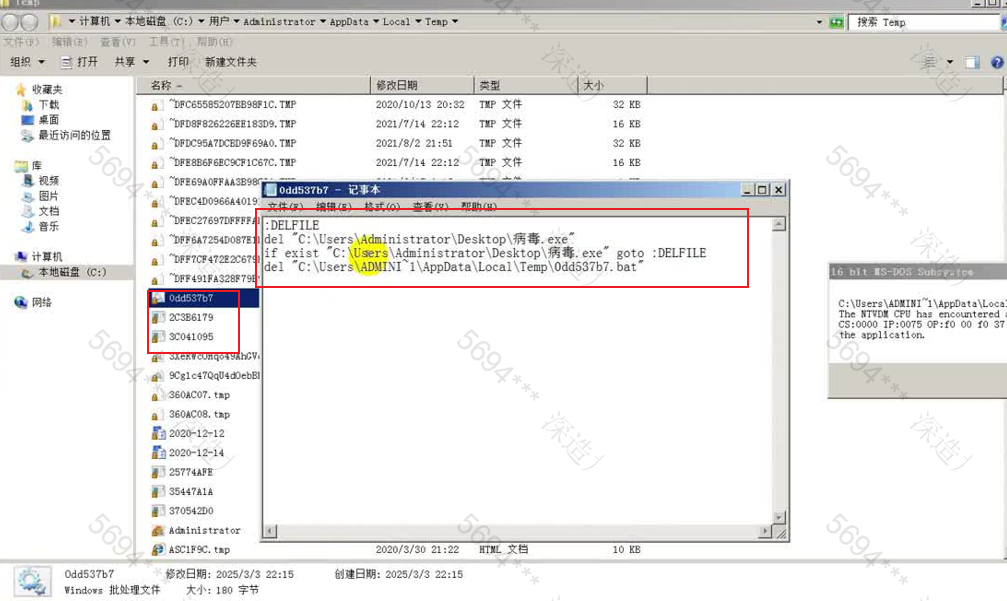 Temp
计算机 本地磁盘 (C:) 用户 Administrator AppData Local Temp 搜索 Temp
文件(F) 编辑(E) 查看(V) 工具(T) 帮助(H)
组织 打开 共享 打印 新建文件夹
名称 修改日期 类型 大小
收藏夹
下载
桌面
最近访问的位置
库
视频
图片
文档
音乐
计算机
本地磁盘 (C:)
网络
~DFC65585207BB98F1C.TMP 2020/10/13 20:32 TMP 文件 32 KB
~DFD8F826226EE183D9.TMP 2021/7/14 22:12 TMP 文件 16 KB
~DFDC95A7DCBD9F69A0.TMP 2021/8/2 21:51 TMP 文件 32 KB
~DFE8B6F6EC9CF1C67C.TMP 2021/7/14 22:12 TMP 文件 16 KB
~DFE69A0FFAA3B98
~DFEC4D0966A4019
~DFEC27697DFFFFA
~DFF6A7254D087E1
~DFF7CF472E2C679
~DFF491FA328F79B
0dd537b7
2C3B6179
3C041095
9Cg1c47QqU4d0ebB
360AC07.tmp
360AC08.tmp
2020-12-12
2020-12-14
25774AFE
35447A1A
370542D0
Administrator
ASC1F9C.tmp 2020/3/30 21:22 HTML 文档 10 KB
0dd537b7 - 记事本
文件(F) 编辑(E) 格式(O) 查看(V) 帮助(H)
:DELFILE
del "C:\Users\Administrator\Desktop\病毒.exe"
if exist "C:\Users\Administrator\Desktop\病毒.exe" goto :DELFILE
del "C:\Users\ADMINI~1\AppData\Local\Temp\0dd537b7.bat"
16 bit MS-DOS Subsystem
C:\Users\ADMINI~1\AppData\Loca
The NTVDM CPU has encountered a
CS:0000 IP:0075 OP:f0 00 f0 37
the application.
0dd537b7 修改日期: 2025/3/3 22:15 创建日期: 2025/3/3 22:15
Windows 批处理文件 大小: 180 字节
5694***
深造